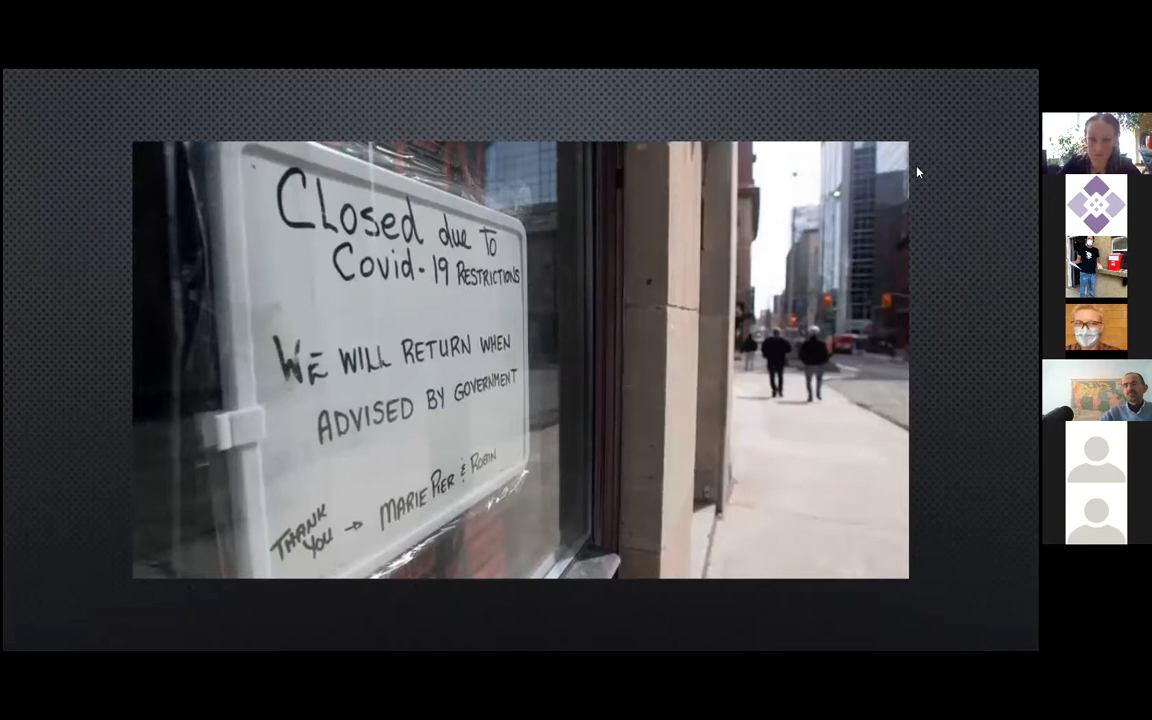 CLosed due To
Covid-19 RESTRICTIONS
WE WILL RETURN WHEN
ADVISED BY GOVERNMENT
THANK
YOU → MARIE PIER & ROBIN